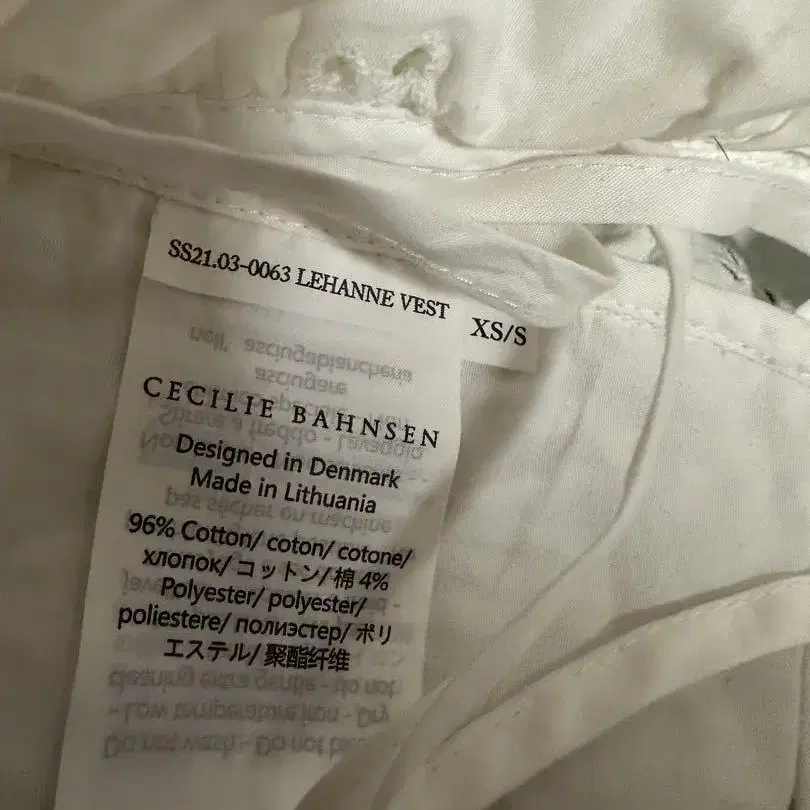 SS21.03-0063 LEHANNE VEST
XS/S
CECILIE BAHNSEN
Designed in Denmark
Made in Lithuania
96% Cotton/ coton/ cotone/
хлопок/ コットン/ 棉 4%
Polyester/ polyester/
poliestere/ полиэстер/ ポリ
エステル/ 聚酯纤维